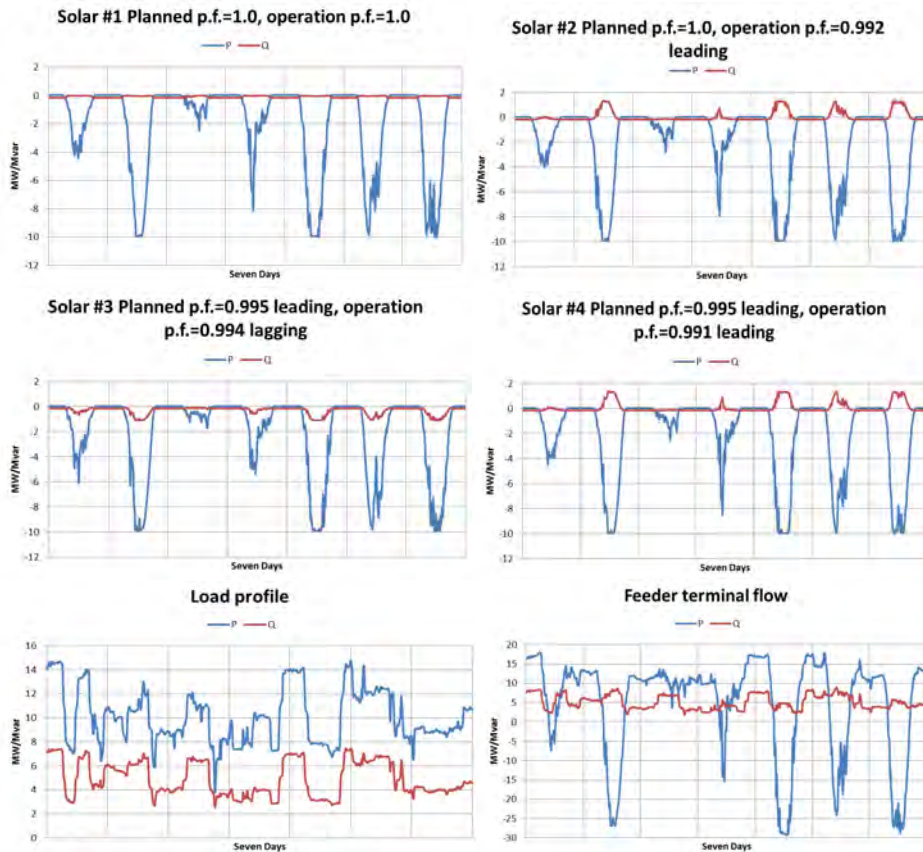 Solar #1 Planned p.f.=1.0, operation p.f.=1.0
P Q
2
0
-2
-4
-6
-8
-10
-12
MW/Mvar
Seven Days
Solar #2 Planned p.f.=1.0, operation p.f.=0.992
leading
P Q
2
0
-2
-4
-6
-8
-10
-12
MW/Mvar
Seven Days
Solar #3 Planned p.f.=0.995 leading, operation
p.f.=0.994 lagging
P Q
2
0
-2
-4
-6
-8
-10
-12
MW/Mvar
Seven Days
Solar #4 Planned p.f.=0.995 leading, operation
p.f.=0.991 leading
P Q
4
2
0
-2
-4
-6
-8
-10
-12
MW/Mvar
Seven Days
Load profile
P Q
16
14
12
10
8
6
4
2
0
MW/Mvar
Seven Days
Feeder terminal flow
P Q
20
15
10
5
0
-5
-10
-15
-20
-25
-30
MW/Mvar
Seven Days